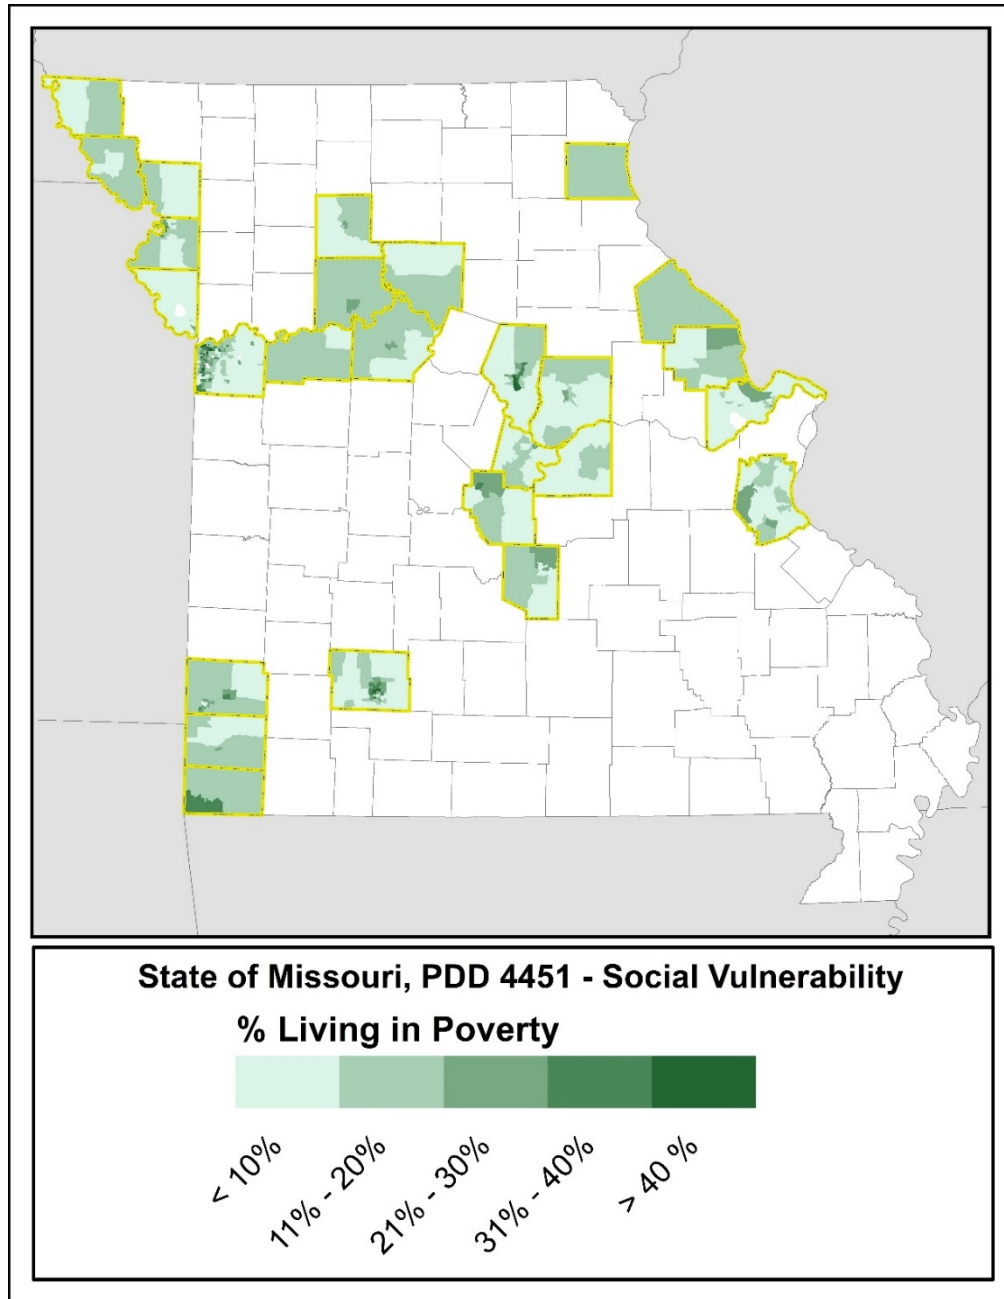 State of Missouri, PDD 4451 - Social Vulnerability
% Living in Poverty
< 10%
11% - 20%
21% - 30%
31% - 40%
> 40 %